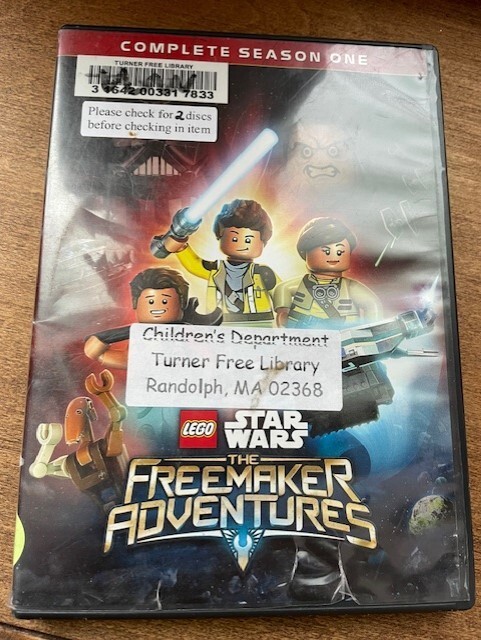 COMPLETE SEASON ONE
TURNER FREE LIBRARY
3 1642 00331 7833
Please check for 2 discs
before checking in item
Children's Department
Turner Free Library
Randolph, MA 02368
LEGO STAR WARS
THE
FREEMAKER
ADVENTURES